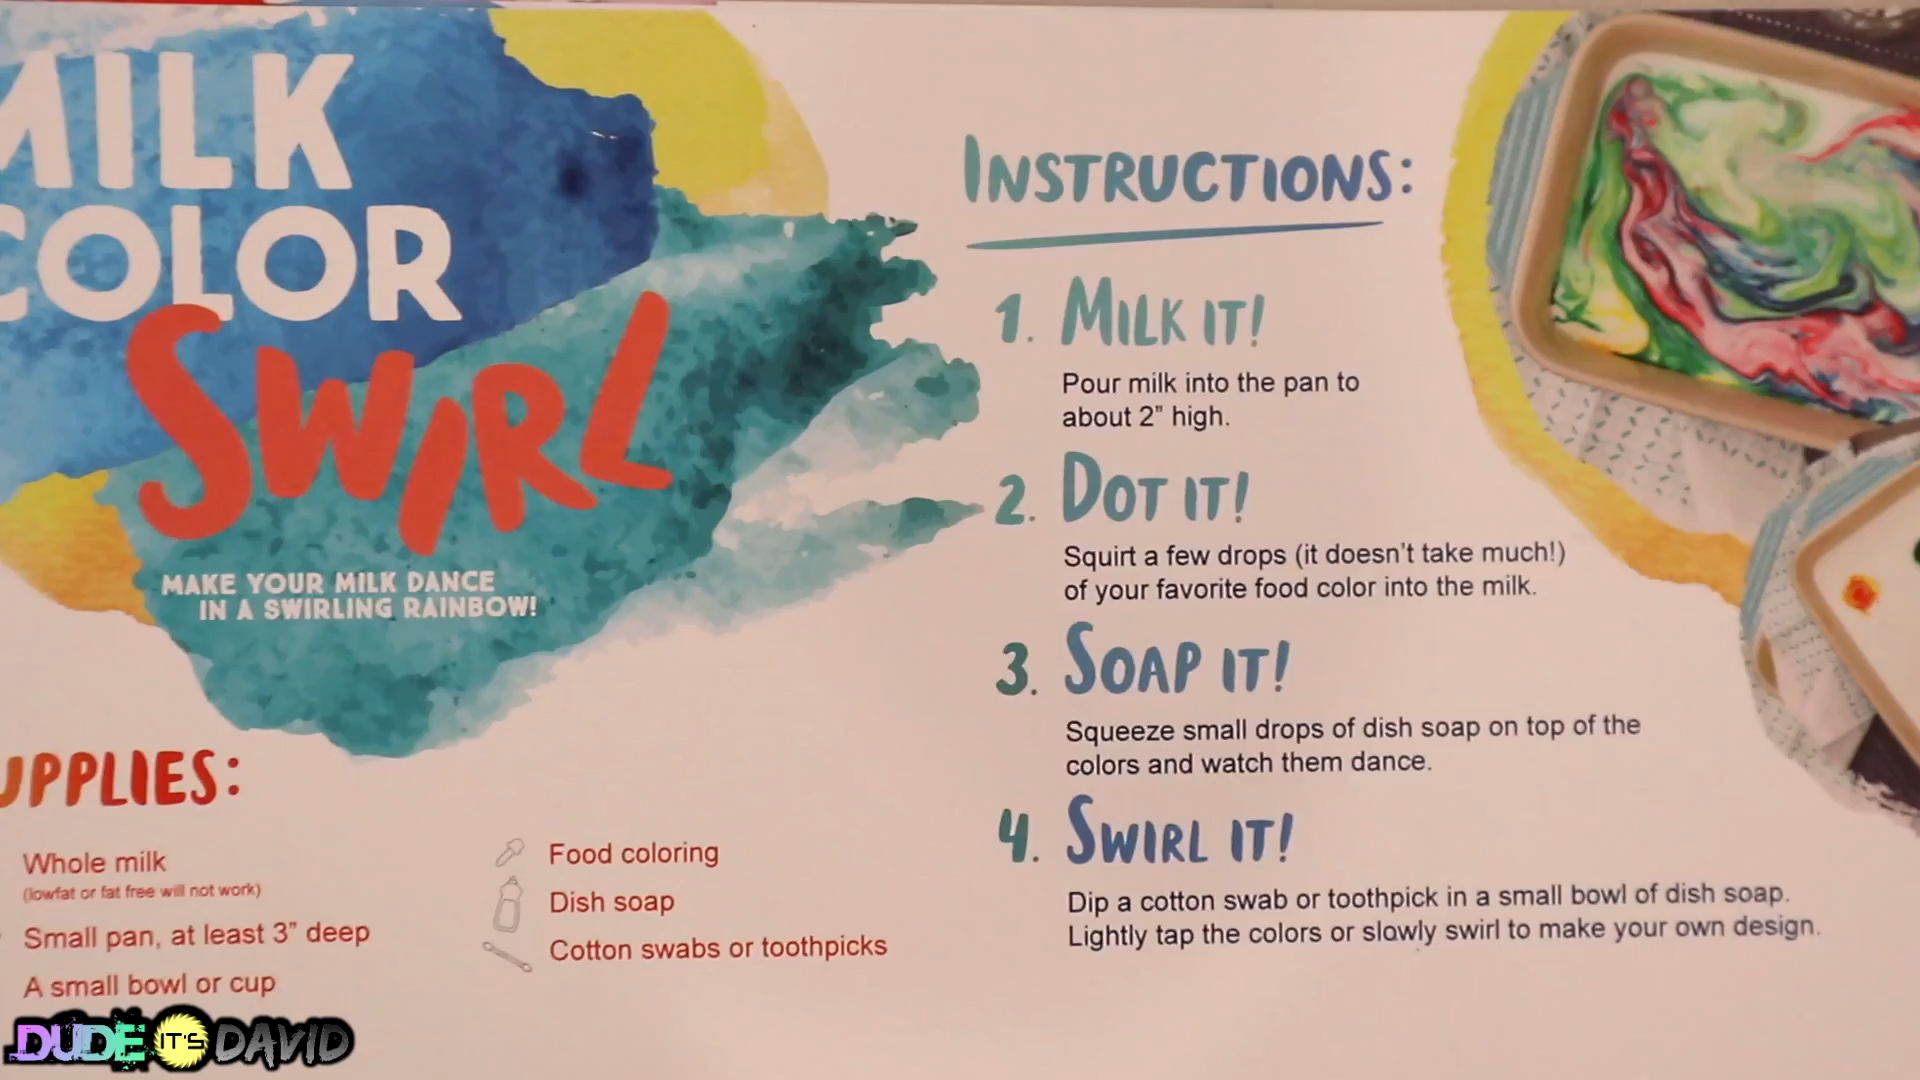 MILK
COLOR
SWIRL
MAKE YOUR MILK DANCE
IN A SWIRLING RAINBOW!
UPPLIES:
Whole milk
(lowfat or fat free will not work)
Small pan, at least 3” deep
A small bowl or cup
Food coloring
Dish soap
Cotton swabs or toothpicks
INSTRUCTIONS:
1. MILK IT!
Pour milk into the pan to
about 2” high.
2. DOT IT!
Squirt a few drops (it doesn't take much!)
of your favorite food color into the milk.
3. SOAP IT!
Squeeze small drops of dish soap on top of the
colors and watch them dance.
4. SWIRL IT!
Dip a cotton swab or toothpick in a small bowl of dish soap.
Lightly tap the colors or slowly swirl to make your own design.
DUDE IT'S DAVID